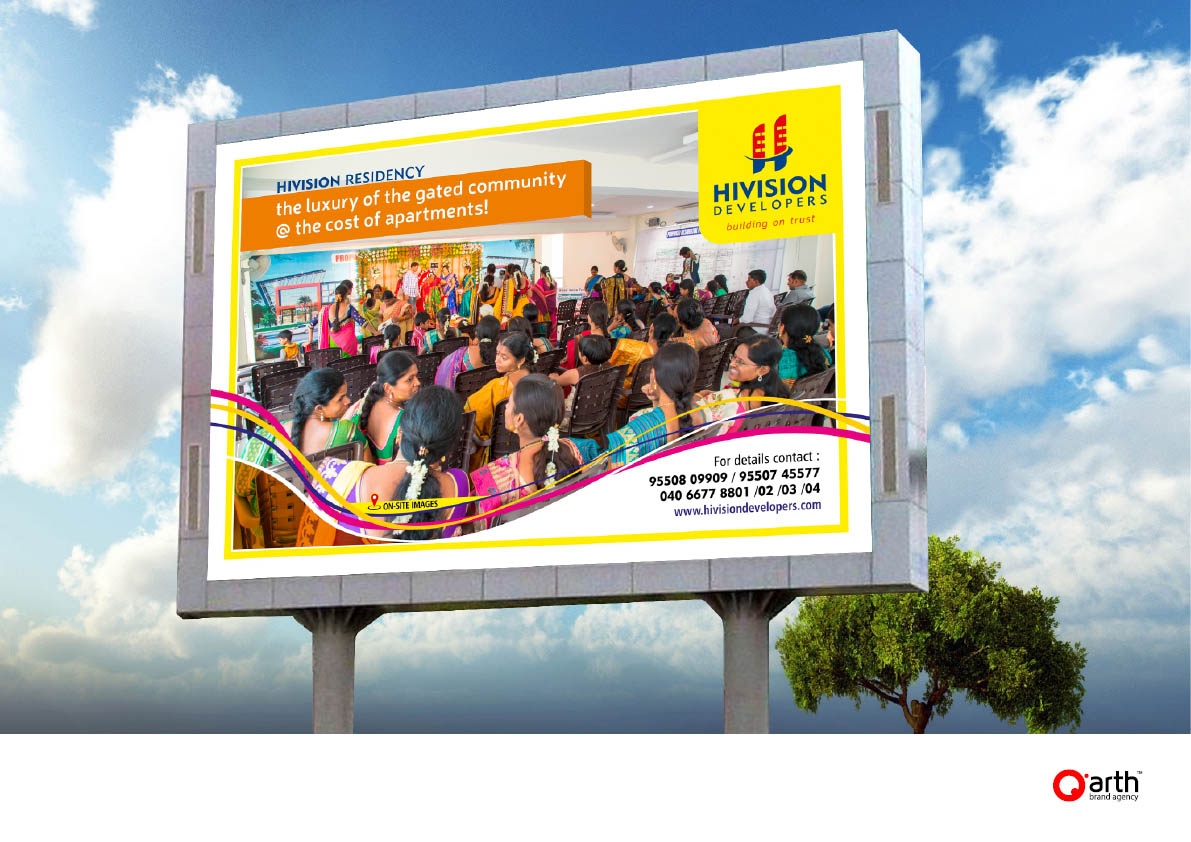 HIVISION RESIDENCY
the luxury of the gated community
@ the cost of apartments!
HIVISION
DEVELOPERS
building on trust
PROP
ON-SITE IMAGES
For details contact :
95508 09909 / 95507 45577
040 6677 8801 /02 /03 /04
www.hivisiondevelopers.com
arth™
brand agency